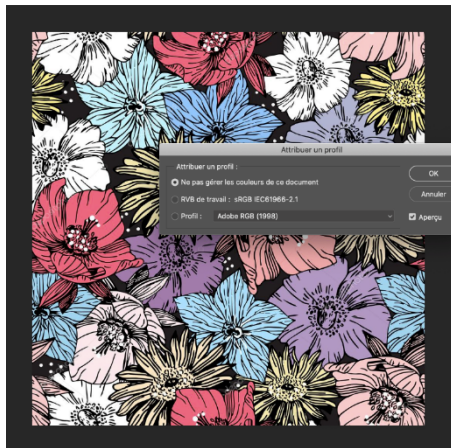 Attribuer un profil
Attribuer un profil :
Ne pas gérer les couleurs de ce document
RVB de travail : sRGB IEC61966-2.1
Profil : Adobe RGB (1998)
OK
Annuler
Aperçu